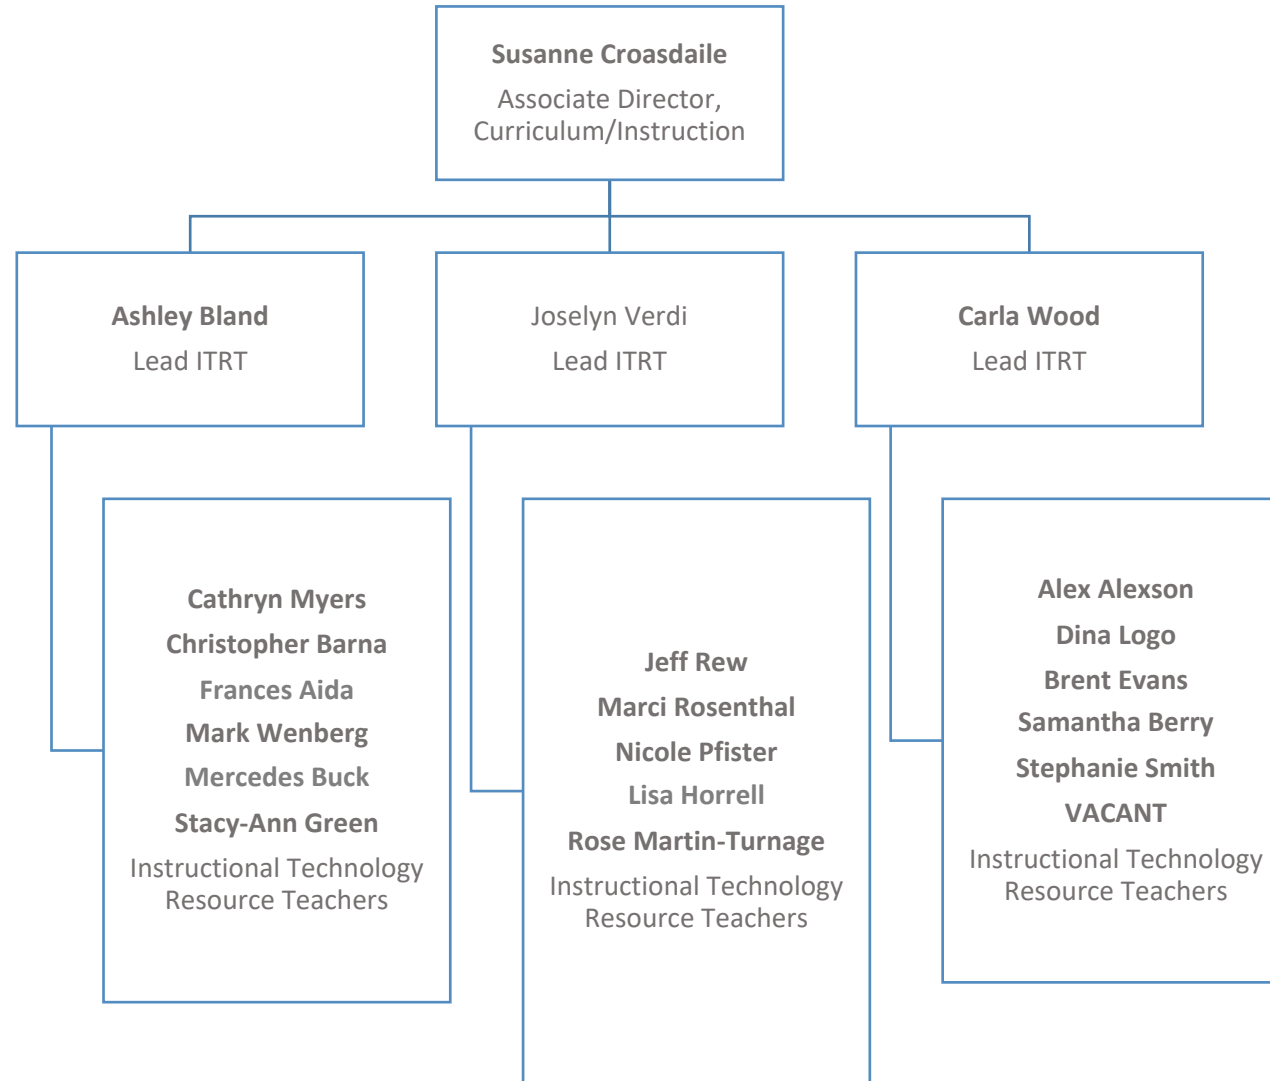 Susanne Croasdaile
Associate Director,
Curriculum/Instruction
Ashley Bland
Lead ITRT
Joselyn Verdi
Lead ITRT
Carla Wood
Lead ITRT
Cathryn Myers
Christopher Barna
Frances Aida
Mark Wenberg
Mercedes Buck
Stacy-Ann Green
Instructional Technology
Resource Teachers
Jeff Rew
Marci Rosenthal
Nicole Pfister
Lisa Horrell
Rose Martin-Turnage
Instructional Technology
Resource Teachers
Alex Alexson
Dina Logo
Brent Evans
Samantha Berry
Stephanie Smith
VACANT
Instructional Technology
Resource Teachers